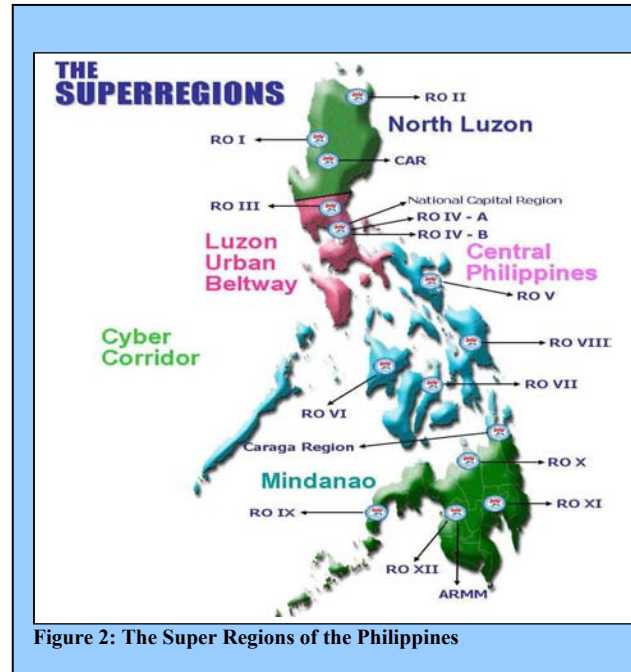 THE
SUPERREGIONS
RO II
North Luzon
RO I
CAR
National Capital Region
RO III
RO IV - A
RO IV - B
Luzon
Urban
Beltway
Central
Philippines
RO V
Cyber
Corridor
RO VIII
RO VII
RO VI
Caraga Region
RO X
Mindanao
RO IX
RO XI
RO XII
ARMM
Figure 2: The Super Regions of the Philippines